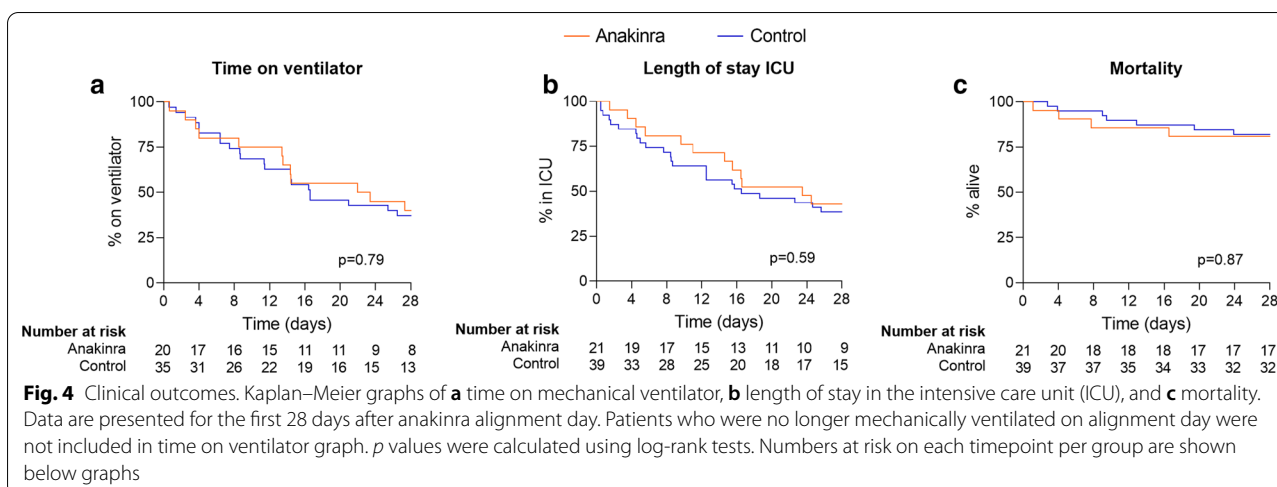 Anakinra Control
a Time on ventilator
b Length of stay ICU
c Mortality
% on ventilator
100
75
50
25
0
p=0.79
0 4 8 12 16 20 24 28
Time (days)
Number at risk
Anakinra 20 17 16 15 11 11 9 8
Control 35 31 26 22 19 16 15 13
% in ICU
100
75
50
25
0
p=0.59
0 4 8 12 16 20 24 28
Time (days)
Number at risk
Anakinra 21 19 17 15 13 11 10 9
Control 39 33 28 25 20 18 17 15
% alive
100
75
50
25
0
p=0.87
0 4 8 12 16 20 24 28
Time (days)
Number at risk
Anakinra 21 20 18 18 18 17 17 17
Control 39 37 37 35 34 33 32 32
Fig. 4 Clinical outcomes. Kaplan–Meier graphs of a time on mechanical ventilator, b length of stay in the intensive care unit (ICU), and c mortality.
Data are presented for the first 28 days after anakinra alignment day. Patients who were no longer mechanically ventilated on alignment day were
not included in time on ventilator graph. p values were calculated using log-rank tests. Numbers at risk on each timepoint per group are shown
below graphs